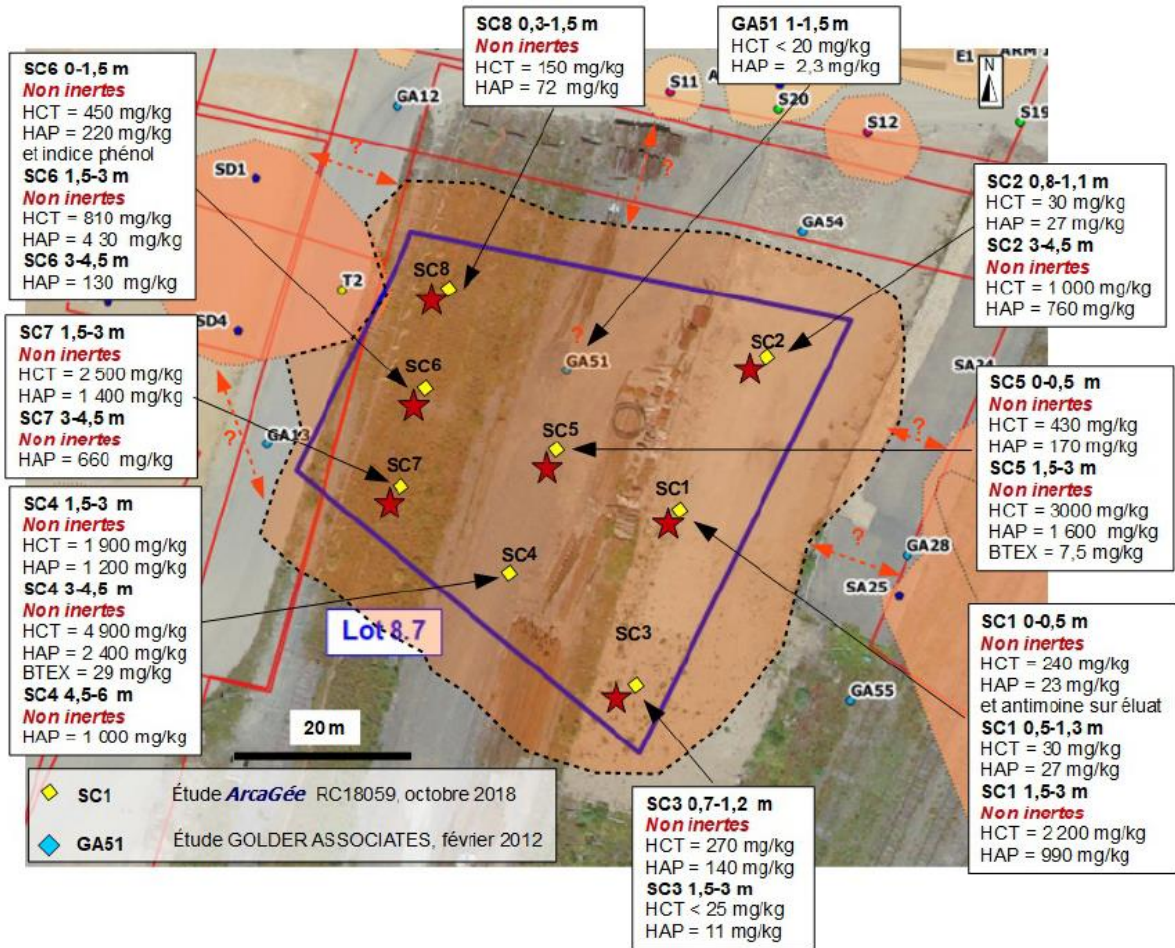 SC8 0,3-1,5 m
Non inertes
HCT = 150 mg/kg
HAP = 72 mg/kg
GA51 1-1,5 m
HCT < 20 mg/kg
HAP = 2,3 mg/kg
SC6 0-1,5 m
Non inertes
HCT = 450 mg/kg
HAP = 220 mg/kg
et indice phénol
SC6 1,5-3 m
Non inertes
HCT = 810 mg/kg
HAP = 430 mg/kg
SC6 3-4,5 m
HAP = 130 mg/kg
SC2 0,8-1,1 m
HCT = 30 mg/kg
HAP = 27 mg/kg
SC2 3-4,5 m
Non inertes
HCT = 1 000 mg/kg
HAP = 760 mg/kg
SC7 1,5-3 m
Non inertes
HCT = 2 500 mg/kg
HAP = 1 400 mg/kg
SC7 3-4,5 m
Non inertes
HAP = 660 mg/kg
SC5 0-0,5 m
Non inertes
HCT = 430 mg/kg
HAP = 170 mg/kg
SC5 1,5-3 m
Non inertes
HCT = 3000 mg/kg
HAP = 1 600 mg/kg
BTEX = 7,5 mg/kg
SC4 1,5-3 m
Non inertes
HCT = 1 900 mg/kg
HAP = 1 200 mg/kg
SC4 3-4,5 m
Non inertes
HCT = 4 900 mg/kg
HAP = 2 400 mg/kg
BTEX = 29 mg/kg
SC4 4,5-6 m
Non inertes
HAP = 1 000 mg/kg
SC1 0-0,5 m
Non inertes
HCT = 240 mg/kg
HAP = 23 mg/kg
et antimoine sur éluat
SC1 0,5-1,3 m
HCT = 30 mg/kg
HAP = 27 mg/kg
SC1 1,5-3 m
Non inertes
HCT = 2 200 mg/kg
HAP = 990 mg/kg
SC3 0,7-1,2 m
Non inertes
HCT = 270 mg/kg
HAP = 140 mg/kg
SC3 1,5-3 m
HCT < 25 mg/kg
HAP = 11 mg/kg
E1
N
S11
S20
S19
S12
GA12
SD1
GA54
?
?
T2
SC8
SD4
?
GA51
SC2
SA24
SC6
?
GA13
?
SC5
SC7
SC1
?
GA28
SC4
SA25
Lot 8.7
SC3
GA55
20 m
SC1 Étude ArcaGée RC18059, octobre 2018
GA51 Étude GOLDER ASSOCIATES, février 2012